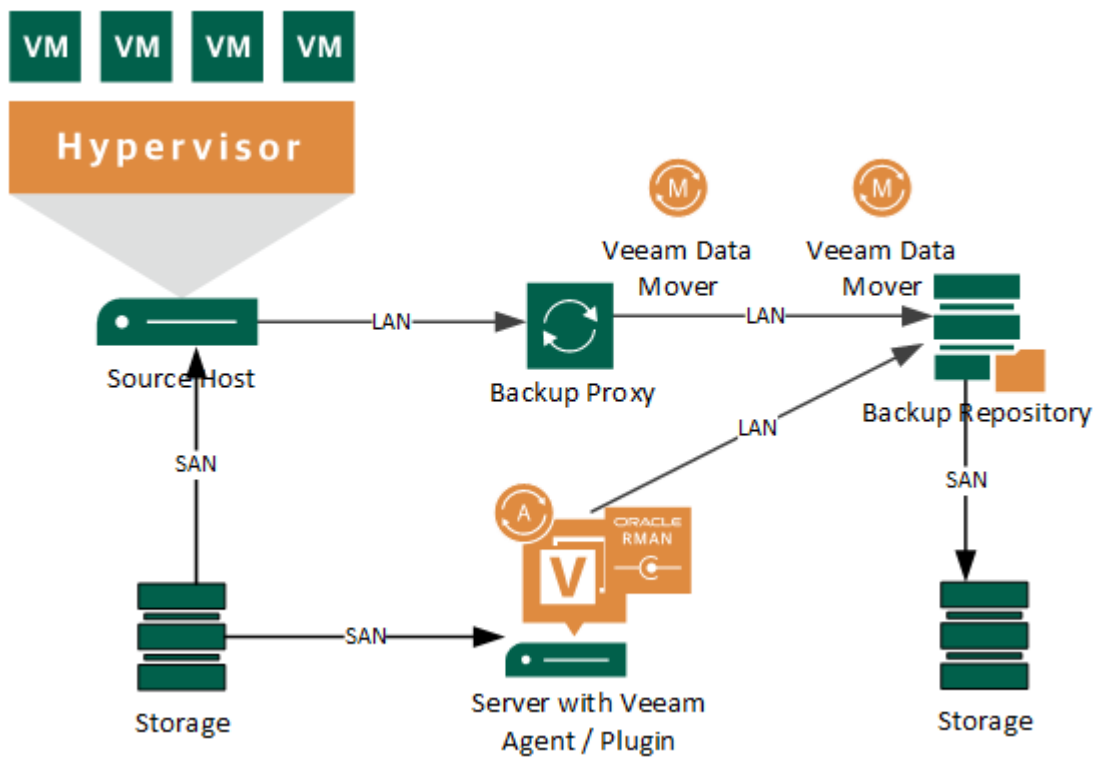 VM VM VM VM
Hypervisor
M
M
Veeam Data
Mover
Veeam Data
Mover
LAN
LAN
Source Host
Backup Proxy
Backup Repository
LAN
SAN
SAN
A
ORACLE
RMAN
V
SAN
Storage
Server with Veeam
Agent / Plugin
Storage